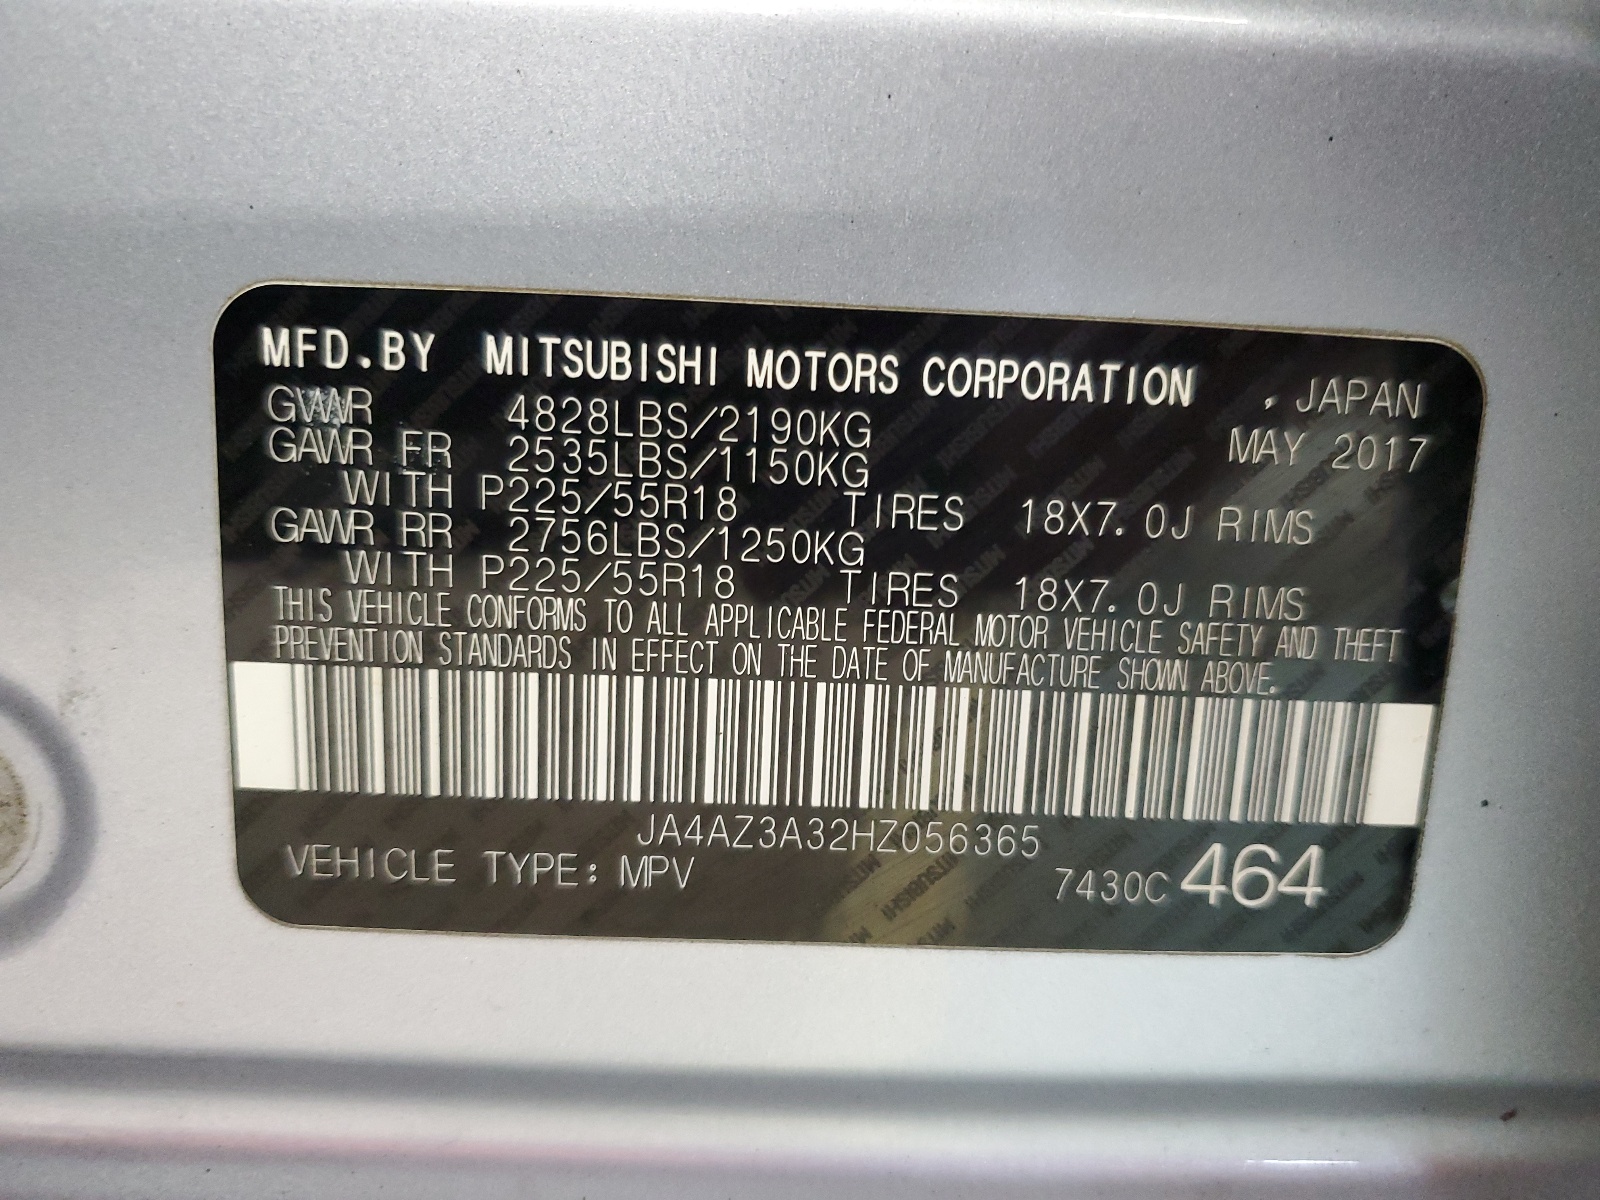 MFD.BY MITSUBISHI MOTORS CORPORATION , JAPAN
GVWR 4828LBS/2190KG MAY 2017
GAWR FR 2535LBS/1150KG
WITH P225/55R18 TIRES 18X7.0J RIMS
GAWR RR 2756LBS/1250KG
WITH P225/55R18 TIRES 18X7.0J RIMS
THIS VEHICLE CONFORMS TO ALL APPLICABLE FEDERAL MOTOR VEHICLE SAFETY AND THEFT
PREVENTION STANDARDS IN EFFECT ON THE DATE OF MANUFACTURE SHOWN ABOVE.
JA4AZ3A32HZ056365
VEHICLE TYPE: MPV 7430C 464